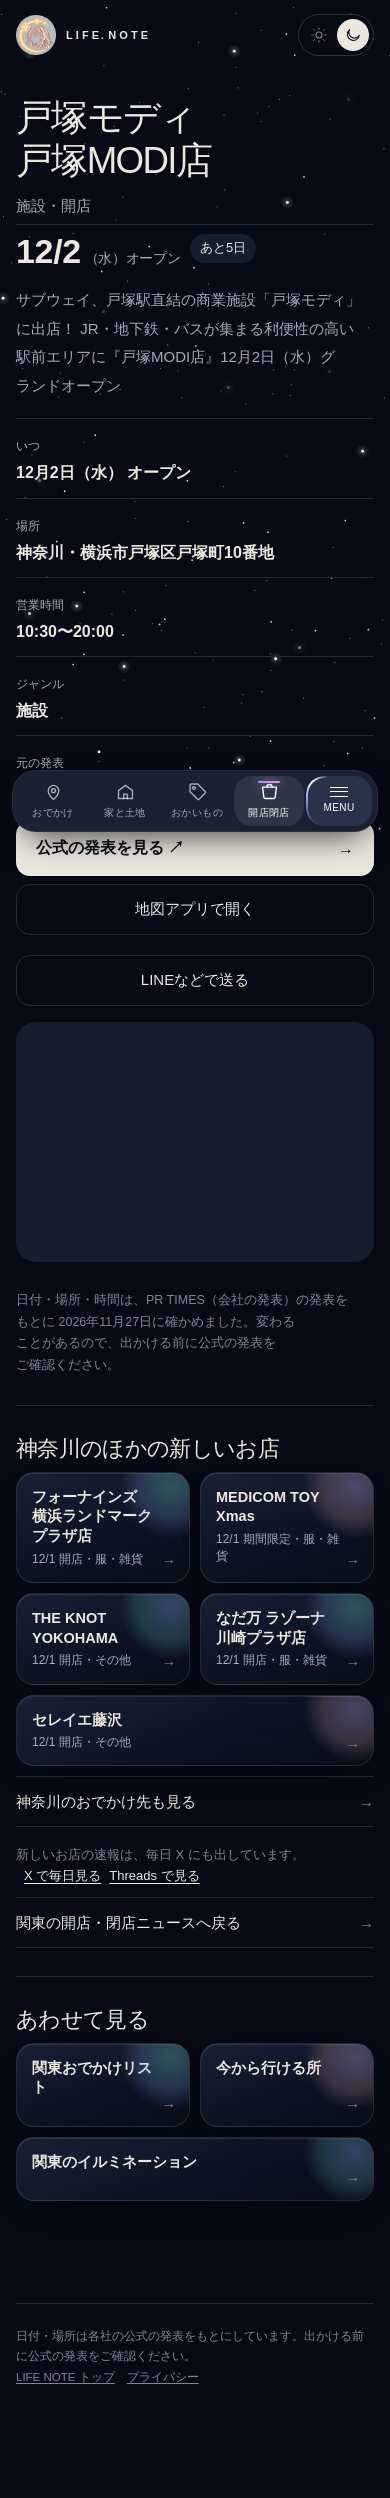 LIFE.NOTE
戸塚モディ
戸塚MODI店
施設・開店
12/2 （水）オープン あと5日
サブウェイ、戸塚駅直結の商業施設「戸塚モディ」
に出店！ JR・地下鉄・バスが集まる利便性の高い
駅前エリアに『戸塚MODI店』12月2日（水）グ
ランドオープン
いつ
12月2日（水） オープン
場所
神奈川・横浜市戸塚区戸塚町10番地
営業時間
10:30〜20:00
ジャンル
施設
元の発表
おでかけ 家と土地 おかいもの 開店閉店 MENU
公式の発表を見る ↗ →
地図アプリで開く
LINEなどで送る
日付・場所・時間は、PR TIMES（会社の発表）の発表を
もとに 2026年11月27日に確かめました。変わる
ことがあるので、出かける前に公式の発表を
ご確認ください。
神奈川のほかの新しいお店
フォーナインズ
横浜ランドマーク
プラザ店
12/1 開店・服・雑貨 →
MEDICOM TOY
Xmas
12/1 期間限定・服・雑
貨 →
THE KNOT
YOKOHAMA
12/1 開店・その他 →
なだ万 ラゾーナ
川崎プラザ店
12/1 開店・服・雑貨 →
セレイエ藤沢
12/1 開店・その他 →
神奈川のおでかけ先も見る →
新しいお店の速報は、毎日 X にも出しています。
X で毎日見る Threads で見る
関東の開店・閉店ニュースへ戻る →
あわせて見る
関東おでかけリス
ト →
今から行ける所 →
関東のイルミネーション →
日付・場所は各社の公式の発表をもとにしています。出かける前
に公式の発表をご確認ください。
LIFE NOTE トップ プライバシー